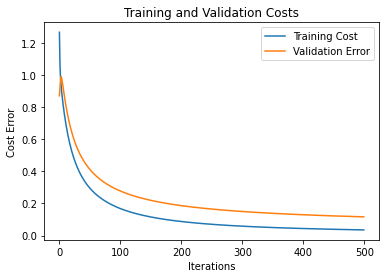 Training and Validation Costs
Training Cost
Validation Error
Cost Error
1.2
1.0
0.8
0.6
0.4
0.2
0.0
0 100 200 300 400 500
Iterations